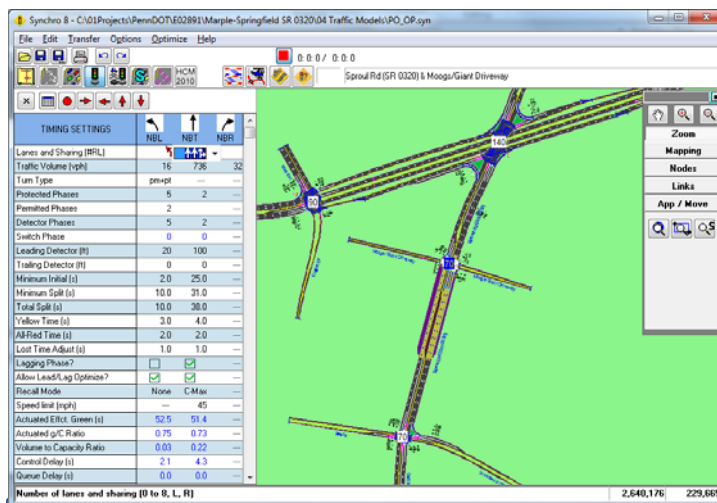 Synchro 8 - C:\01Projects\PennDOT\E02891\Marple-Springfield SR 0320\04 Traffic Models\PO_OP.syn
File Edit Transfer Options Optimize Help
0: 0: 0 / 0: 0: 0
HCM 2010
Sproul Rd (SR 0320) & Moogs/Giant Driveway
TIMING SETTINGS NBL NBT NBR
Lanes and Sharing (#RL)
Traffic Volume (vph) 16 736 32
Turn Type pm+pt — —
Protected Phases 5 2 —
Permitted Phases 2 —
Detector Phases 5 2 —
Switch Phase 0 0 —
Leading Detector (ft) 20 100 —
Trailing Detector (ft) 0 0 —
Minimum Initial (s) 2.0 25.0 —
Minimum Split (s) 10.0 31.0 —
Total Split (s) 10.0 38.0 —
Yellow Time (s) 3.0 4.0 —
All-Red Time (s) 2.0 2.0 —
Lost Time Adjust (s) 1.0 1.0 —
Lagging Phase? —
Allow Lead/Lag Optimize? —
Recall Mode None C-Max —
Speed limit (mph) — 45 —
Actuated Effct. Green (s) 52.5 51.4 —
Actuated g/C Ratio 0.75 0.73 —
Volume to Capacity Ratio 0.03 0.22 —
Control Delay (s) 2.1 4.3 —
Queue Delay (s) 0.0 0.0 —
140
90
70
Zoom
Mapping
Nodes
Links
App / Move
Number of lanes and sharing [0 to 8, L, R]
2,640,176